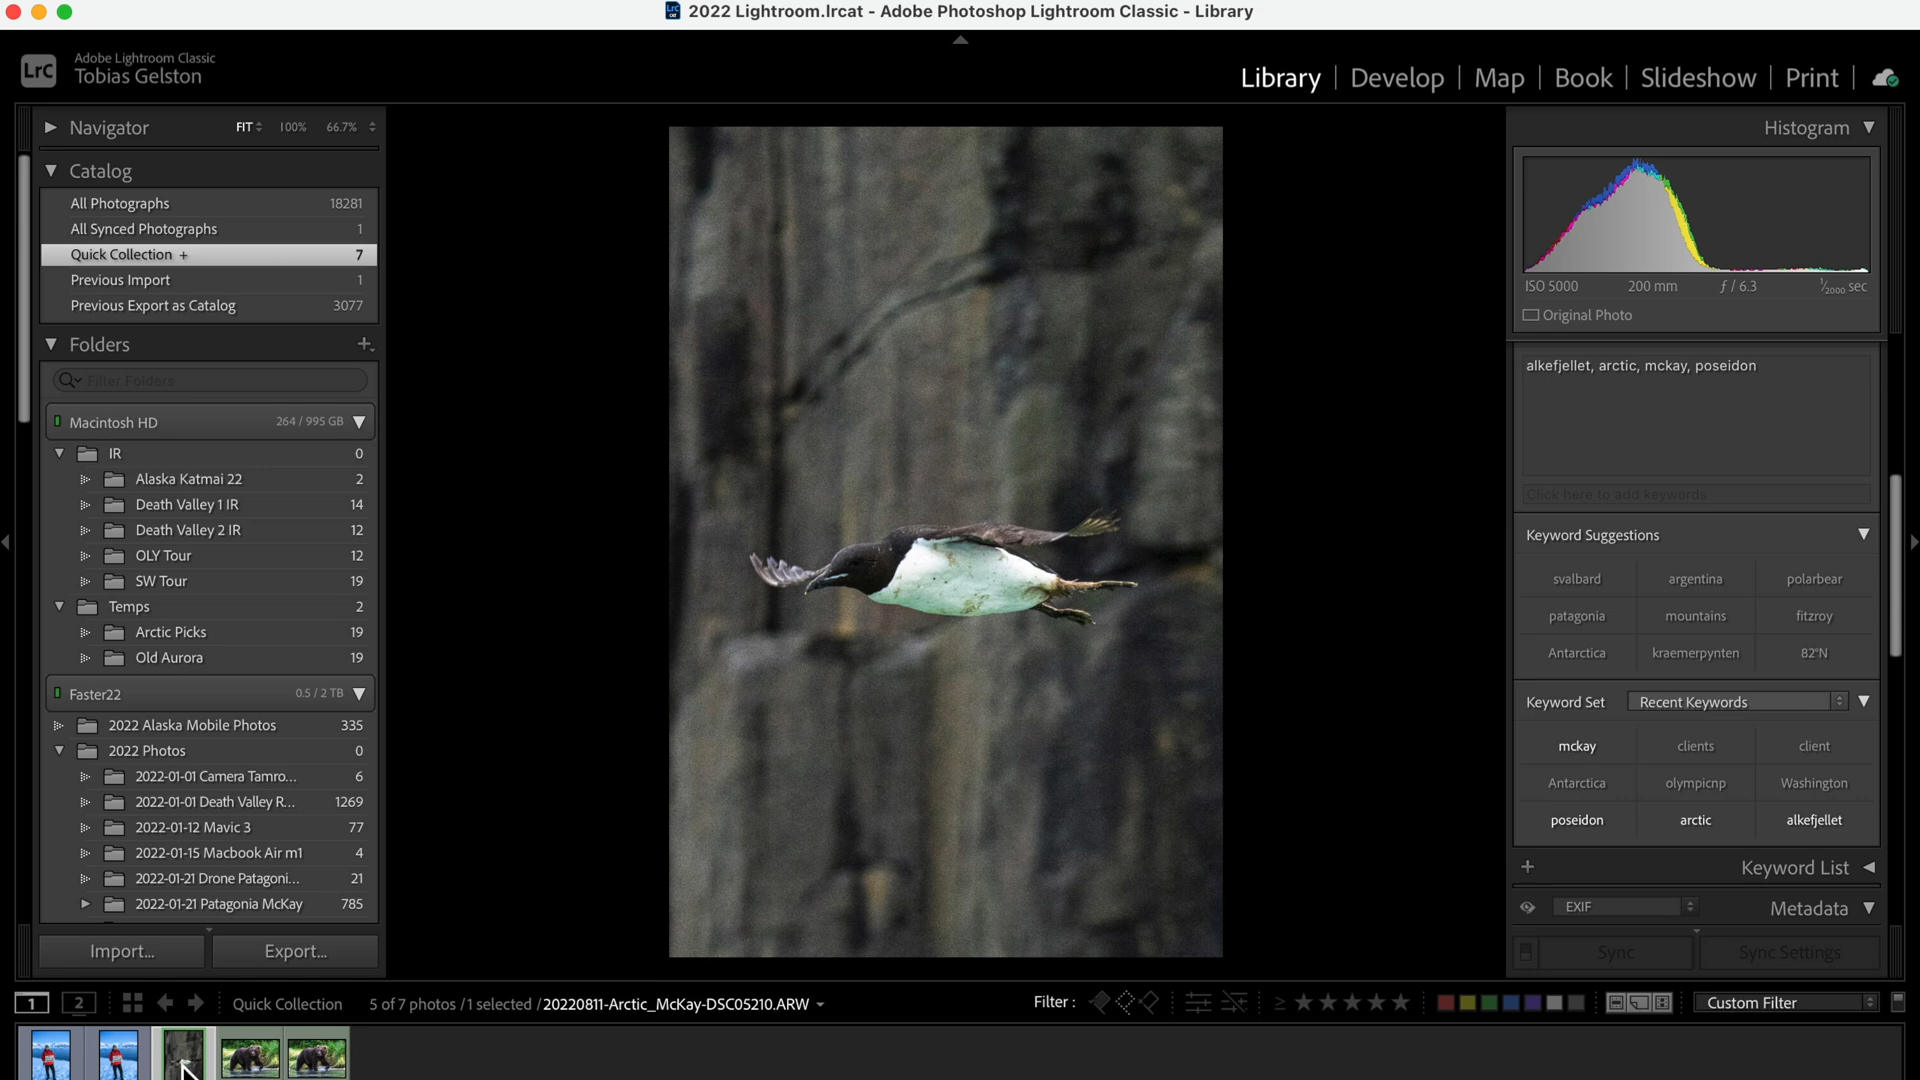 2022 Lightroom.lrcat - Adobe Photoshop Lightroom Classic - Library
LrC
Adobe Lightroom Classic
Tobias Gelston
Library | Develop | Map | Book | Slideshow | Print
Navigator FIT 100% 66.7%
Catalog
All Photographs 18281
All Synced Photographs 1
Quick Collection + 7
Previous Import 1
Previous Export as Catalog 3077
Folders
Filter Folders
Macintosh HD 264 / 995 GB
IR 0
Alaska Katmai 22 2
Death Valley 1 IR 14
Death Valley 2 IR 12
OLY Tour 12
SW Tour 19
Temps 2
Arctic Picks 19
Old Aurora 19
Faster22 0.5 / 2 TB
2022 Alaska Mobile Photos 335
2022 Photos 0
2022-01-01 Camera Tamro... 6
2022-01-01 Death Valley R... 1269
2022-01-12 Mavic 3 77
2022-01-15 Macbook Air m1 4
2022-01-21 Drone Patagoni... 21
2022-01-21 Patagonia McKay 785
Import... Export...
Histogram
ISO 5000 200 mm ƒ / 6.3 1/2000 sec
Original Photo
alkefjellet, arctic, mckay, poseidon
Click here to add keywords
Keyword Suggestions
svalbard argentina polarbear
patagonia mountains fitzroy
Antarctica kraemerpynten 82°N
Keyword Set Recent Keywords
mckay clients client
Antarctica olympicnp Washington
poseidon arctic alkefjellet
+ Keyword List
EXIF Metadata
Sync Sync Settings
1 2 Quick Collection 5 of 7 photos / 1 selected / 20220811-Arctic_McKay-DSC05210.ARW Filter : ≥ Custom Filter